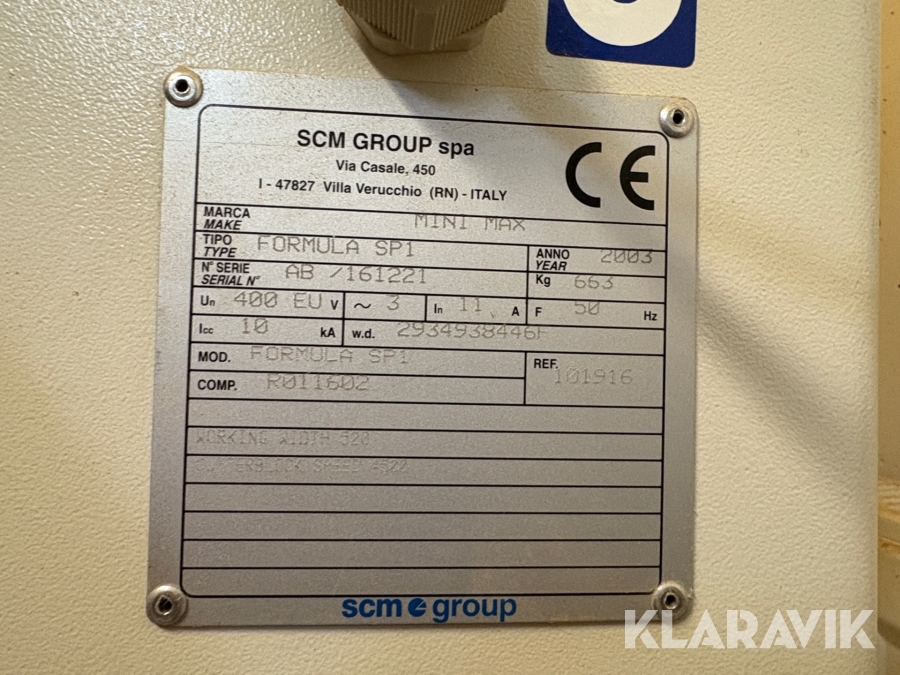 SCM GROUP spa
Via Casale, 450
I - 47827 Villa Verucchio (RN) - ITALY
CE
MARCA
MAKE
MINI MAX
TIPO
TYPE
FORMULA SP1
ANNO
YEAR
2003
N° SERIE
SERIAL N°
AB /161221
Kg 663
Un 400 EU V ~ 3 In 11, A F 50 Hz
Icc 10 kA w.d. 2934938446F
MOD. FORMULA SP1
REF. 101916
COMP. R011602
WORKING WIDTH 520
SPEED 4522
scm group
KLARAVIK